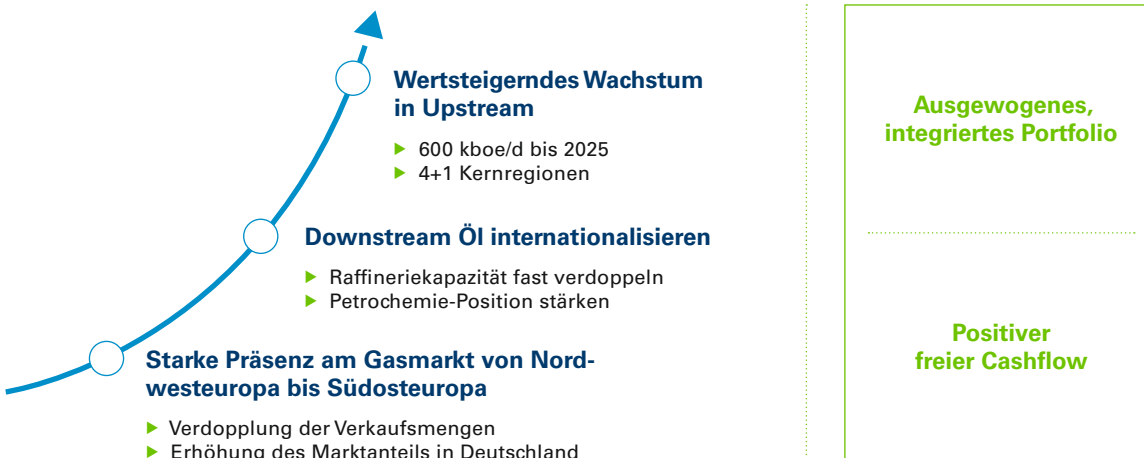 Wertsteigerndes Wachstum
in Upstream
600 kboe/d bis 2025
4+1 Kernregionen
Downstream Öl internationalisieren
Raffineriekapazität fast verdoppeln
Petrochemie-Position stärken
Starke Präsenz am Gasmarkt von Nord-
westeuropa bis Südosteuropa
Verdopplung der Verkaufsmengen
Erhöhung des Marktanteils in Deutschland
Ausgewogenes,
integriertes Portfolio
Positiver
freier Cashflow